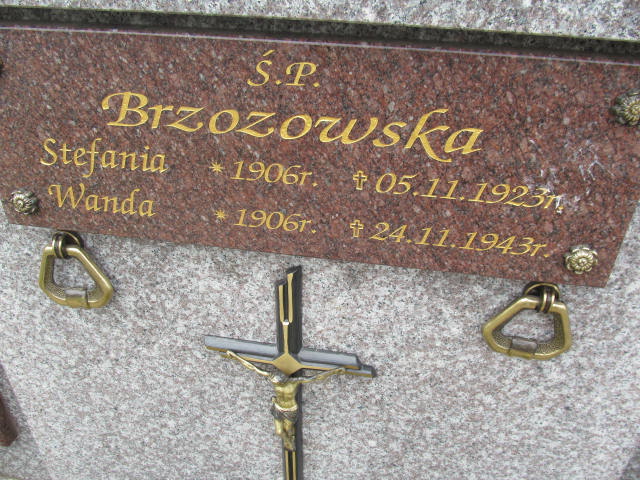 Ś.P.
Brzozowska
Stefania * 1906r. ✝ 05.11.1923r.
Wanda * 1906r. ✝ 24.11.1943r.